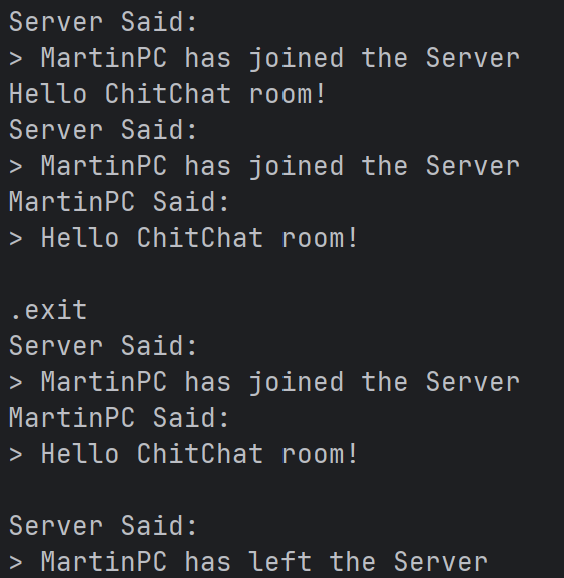 Server Said:
> MartinPC has joined the Server
Hello ChitChat room!
Server Said:
> MartinPC has joined the Server
MartinPC Said:
> Hello ChitChat room!
.exit
Server Said:
> MartinPC has joined the Server
MartinPC Said:
> Hello ChitChat room!
Server Said:
> MartinPC has left the Server